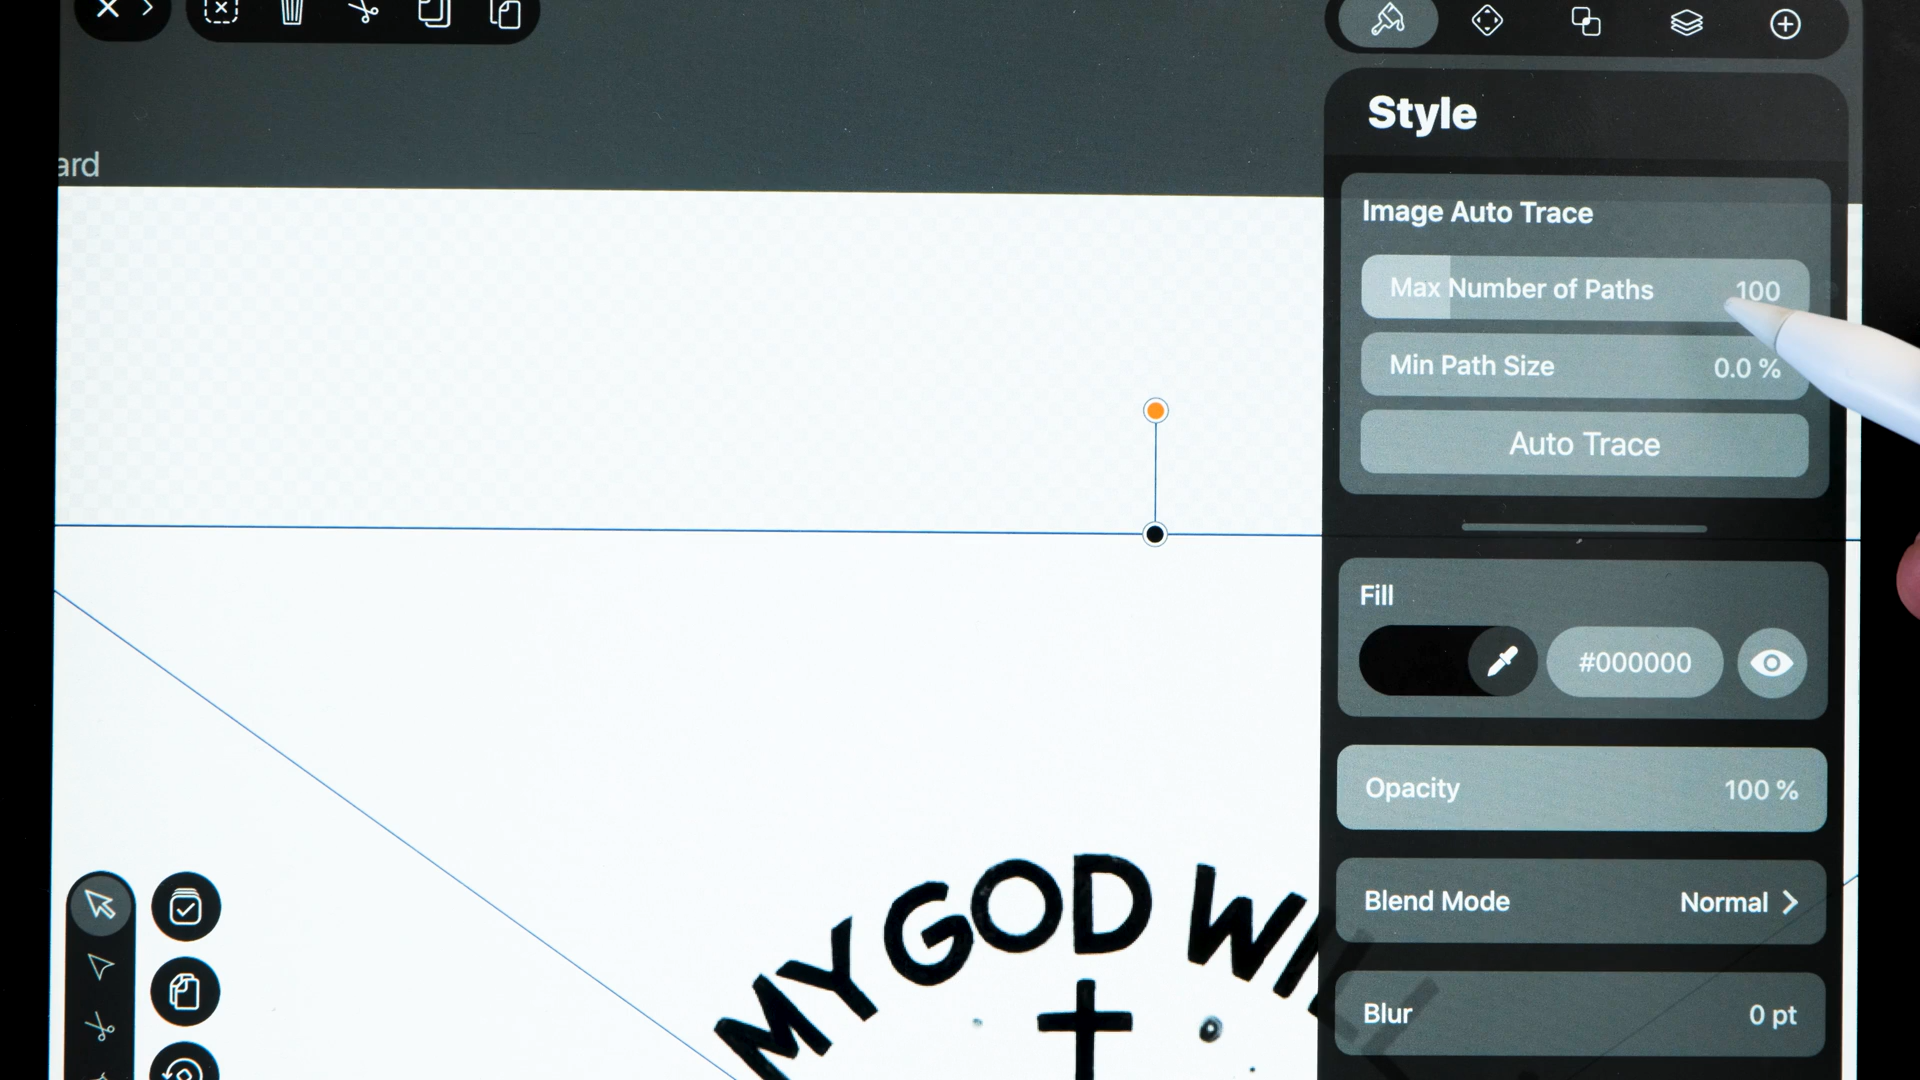 ard
Style
Image Auto Trace
Max Number of Paths 100
Min Path Size 0.0 %
Auto Trace
Fill
#000000
Opacity 100 %
Blend Mode Normal
Blur 0 pt
MY GOD WILL